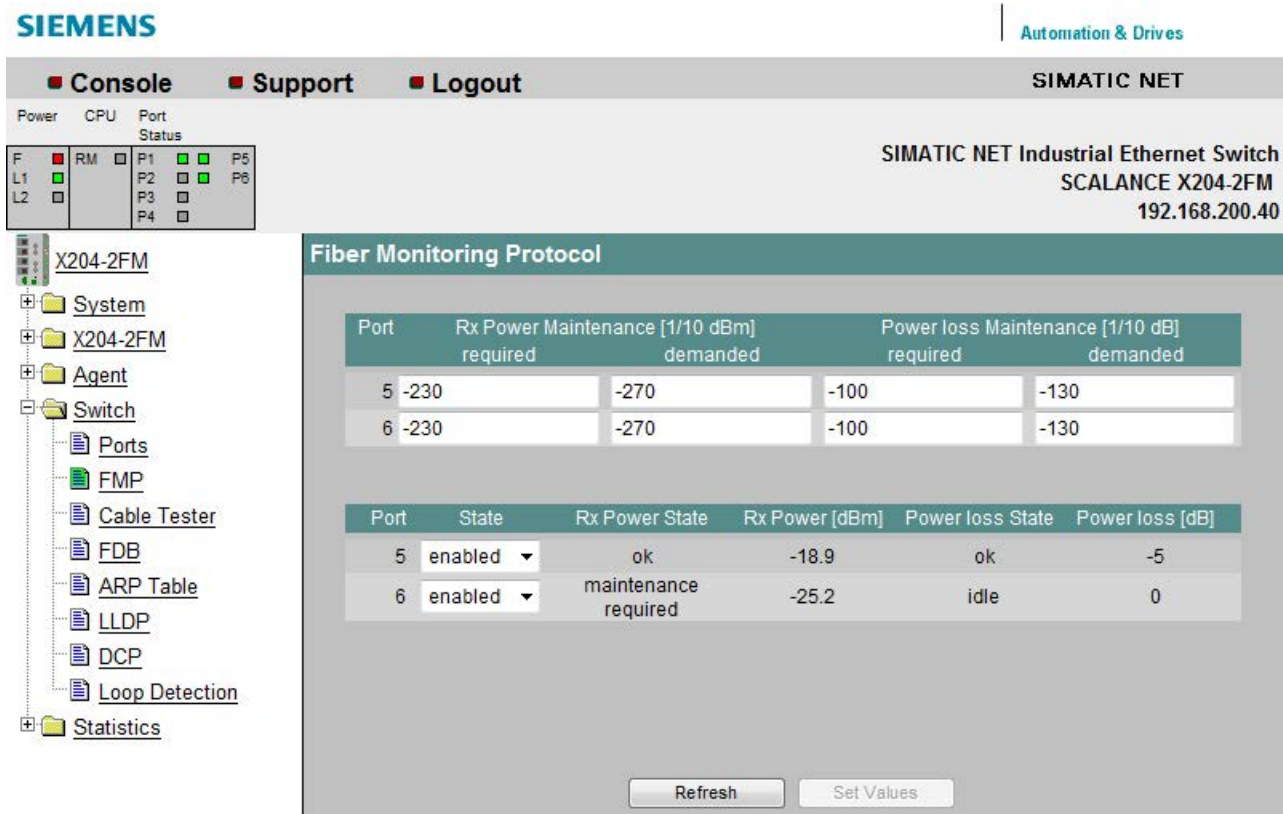 SIEMENS
Automation & Drives
Console Support Logout SIMATIC NET
Power CPU Port
Status
F RM P1 P5
L1 P2 P6
L2 P3
P4
SIMATIC NET Industrial Ethernet Switch
SCALANCE X204-2FM
192.168.200.40
X204-2FM
System
X204-2FM
Agent
Switch
Ports
FMP
Cable Tester
FDB
ARP Table
LLDP
DCP
Loop Detection
Statistics
Fiber Monitoring Protocol
Port Rx Power Maintenance [1/10 dBm] Power loss Maintenance [1/10 dB]
required demanded required demanded
5 -230 -270 -100 -130
6 -230 -270 -100 -130
Port State Rx Power State Rx Power [dBm] Power loss State Power loss [dB]
5 enabled ok -18.9 ok -5
6 enabled maintenance required -25.2 idle 0
Refresh Set Values